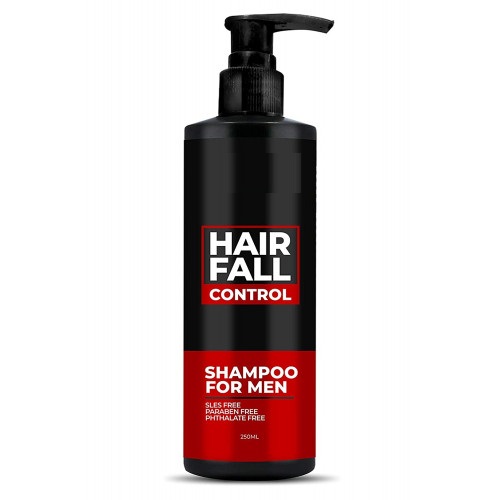 HAIR
FALL
CONTROL
SHAMPOO
FOR MEN
SLES FREE
PARABEN FREE
PHTHALATE FREE
250ML